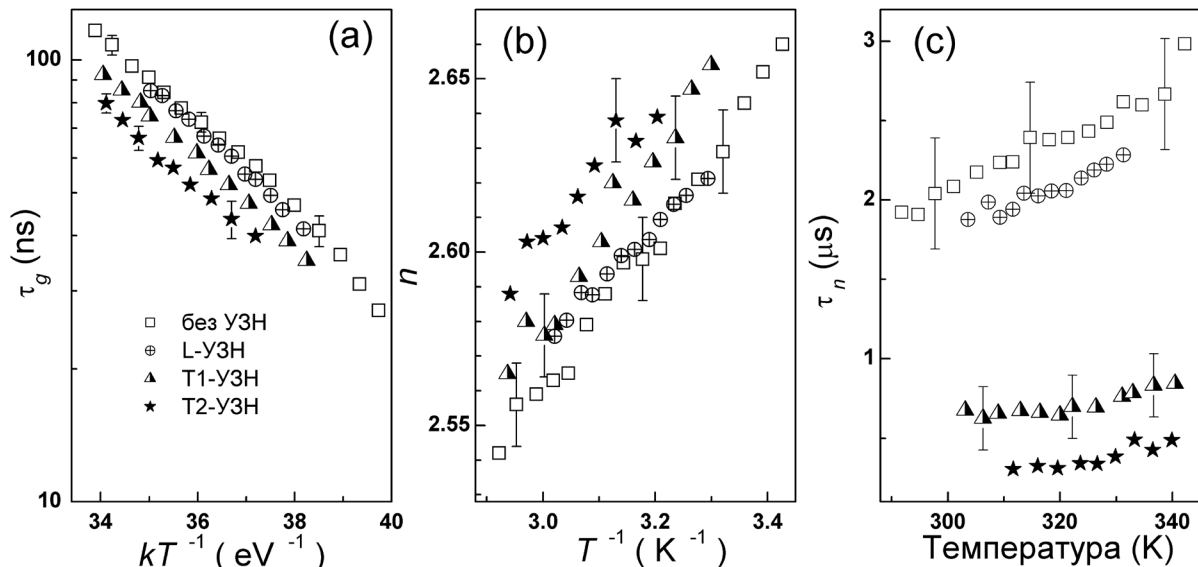 (a)
100
10
τg (ns)
34
36
38
40
kT -1 ( eV -1 )
без УЗН
L-УЗН
T1-УЗН
T2-УЗН
(b)
2.65
2.60
2.55
n
3.0
3.2
3.4
T -1 ( K -1 )
(c)
3
2
1
τn (μs)
300
320
340
Температура (K)